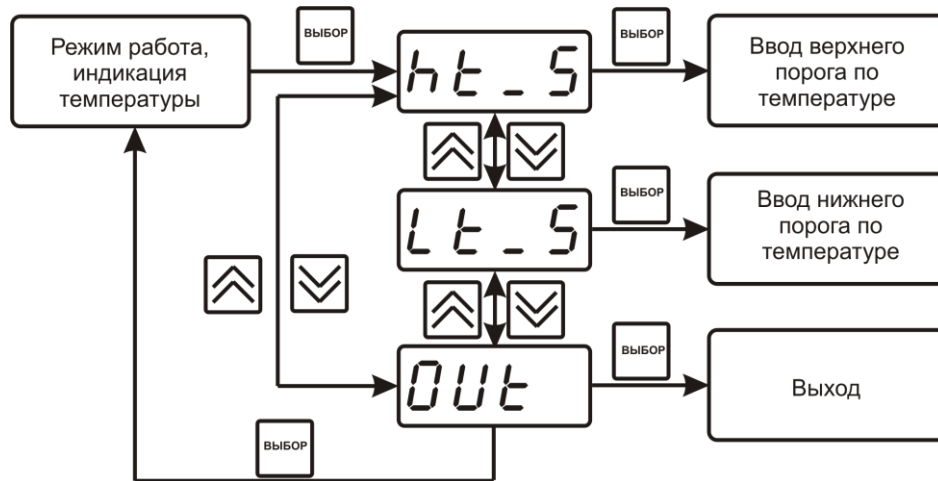 Режим работа,
индикация
температуры
ВЫБОР
ht_S
ВЫБОР
Ввод верхнего
порога по
температуре
Lt_S
ВЫБОР
Ввод нижнего
порога по
температуре
OUt
ВЫБОР
Выход
ВЫБОР